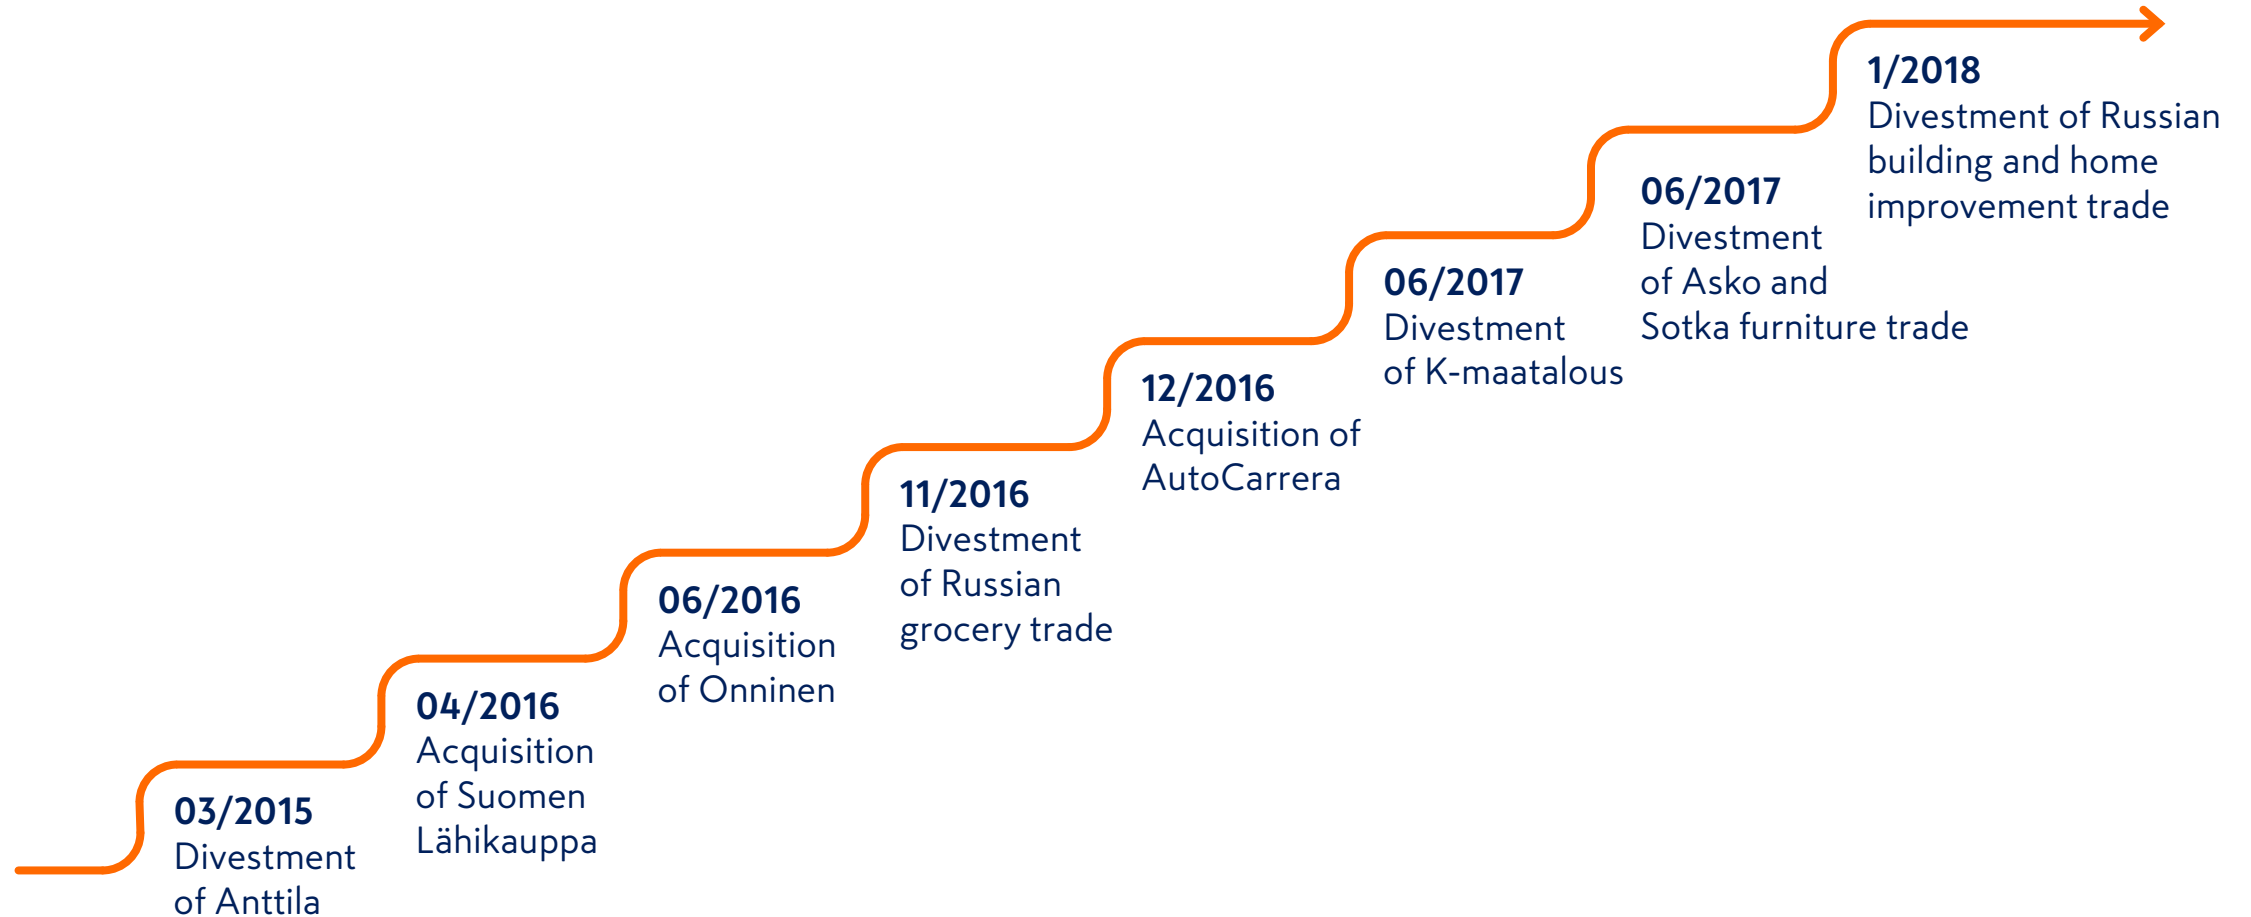 03/2015
Divestment
of Anttila
04/2016
Acquisition
of Suomen
Lähikauppa
06/2016
Acquisition
of Onninen
11/2016
Divestment
of Russian
grocery trade
12/2016
Acquisition of
AutoCarrera
06/2017
Divestment
of K-maatalous
06/2017
Divestment
of Asko and
Sotka furniture trade
1/2018
Divestment of Russian
building and home
improvement trade